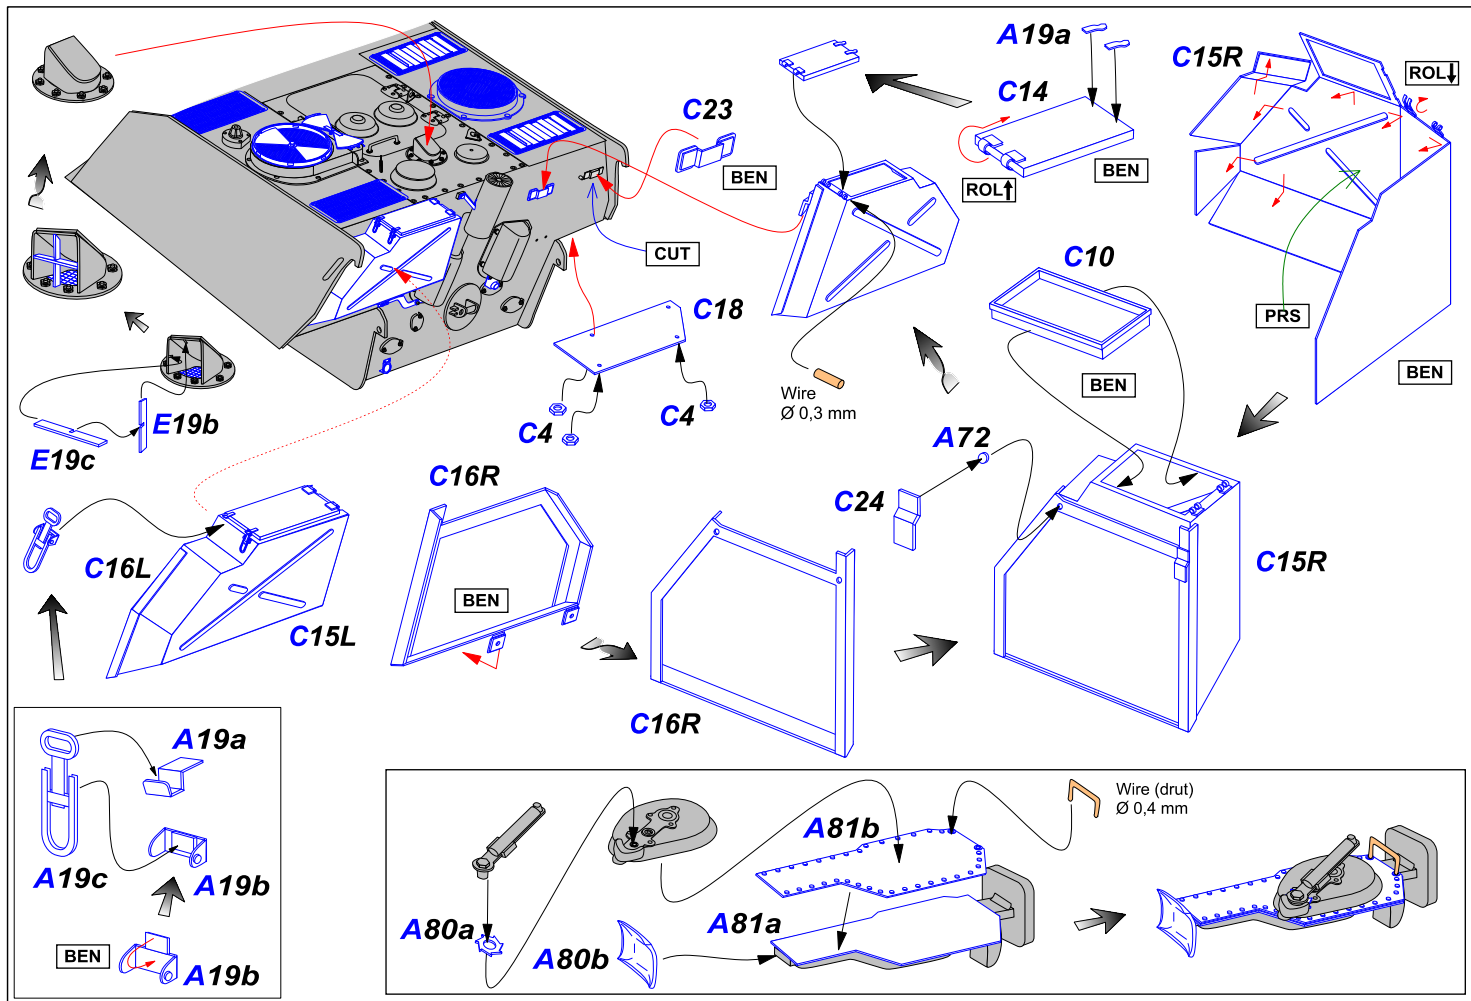 A19a
C15R
ROL
C14
C23
BEN
BEN
ROL
CUT
C10
C18
PRS
BEN
BEN
Wire
Ø 0,3 mm
C4
C4
E19b
E19c
A72
C16R
C24
C16L
C15R
BEN
C15L
C16R
A19a
A19c
A19b
BEN
A19b
Wire (drut)
Ø 0,4 mm
A81b
A80a
A81a
A80b